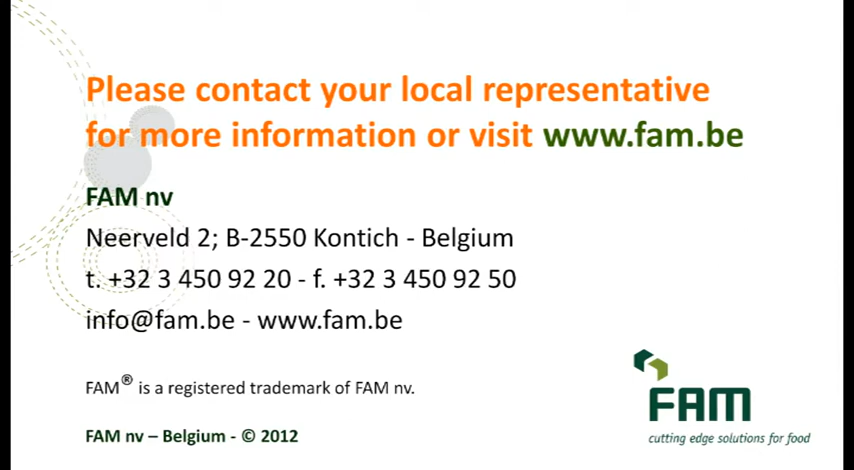 Please contact your local representative
for more information or visit www.fam.be
FAM nv
Neerveld 2; B-2550 Kontich - Belgium
t. +32 3 450 92 20 - f. +32 3 450 92 50
info@fam.be - www.fam.be
FAM® is a registered trademark of FAM nv.
FAM nv – Belgium - © 2012
FAM
cutting edge solutions for food